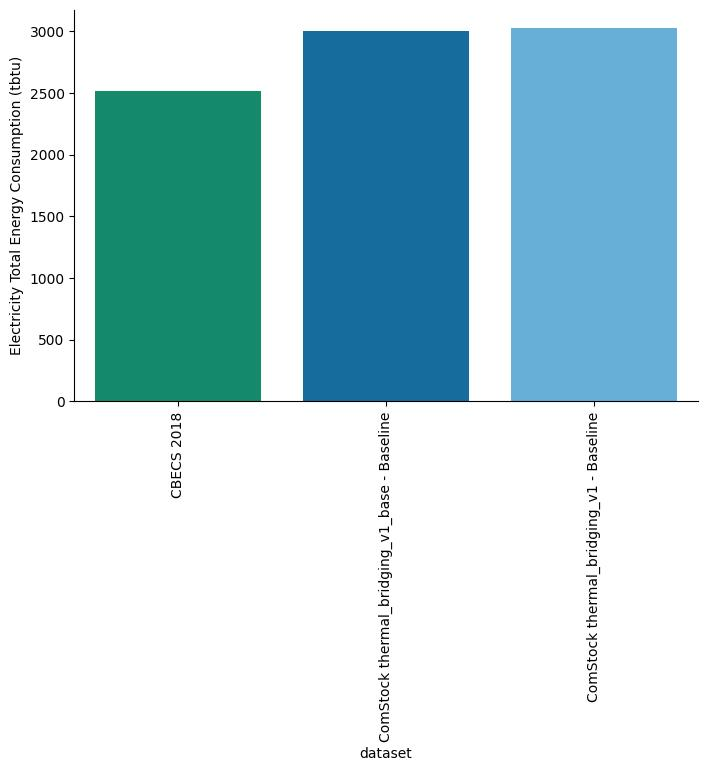 Electricity Total Energy Consumption (tbtu)
3000
2500
2000
1500
1000
500
0
CBECS 2018
ComStock thermal_bridging_v1_base - Baseline
ComStock thermal_bridging_v1 - Baseline
dataset